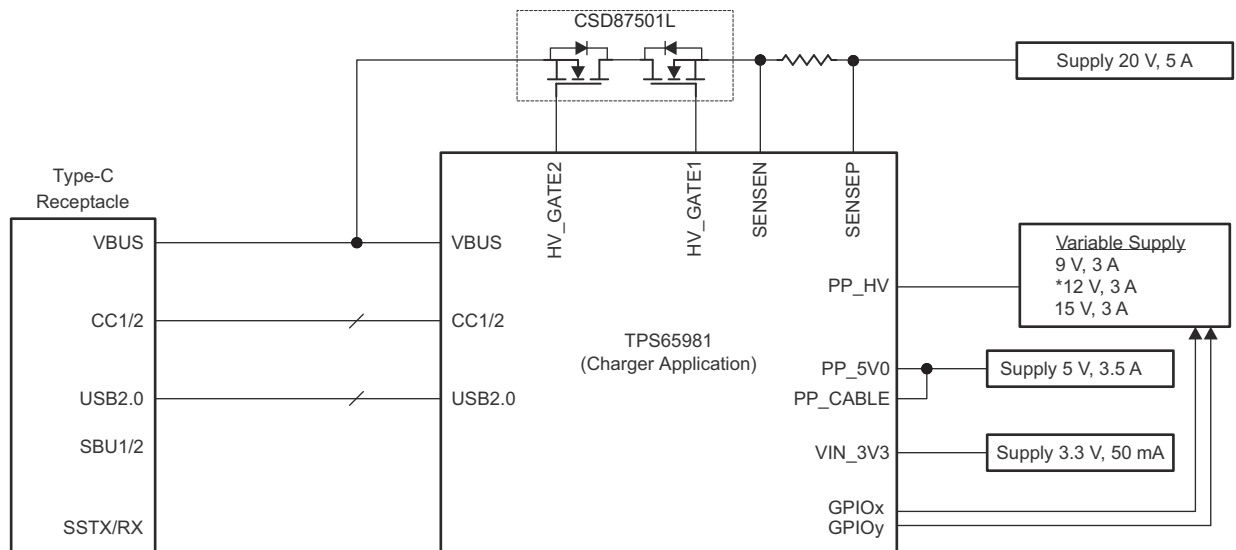 CSD87501L
Supply 20 V, 5 A
HV_GATE2
HV_GATE1
SENSEN
SENSEP
Type-C
Receptacle
VBUS
VBUS
CC1/2
CC1/2
USB2.0
USB2.0
SBU1/2
SSTX/RX
TPS65981
(Charger Application)
PP_HV
Variable Supply
9 V, 3 A
*12 V, 3 A
15 V, 3 A
PP_5V0
Supply 5 V, 3.5 A
PP_CABLE
VIN_3V3
Supply 3.3 V, 50 mA
GPIOx
GPIOy